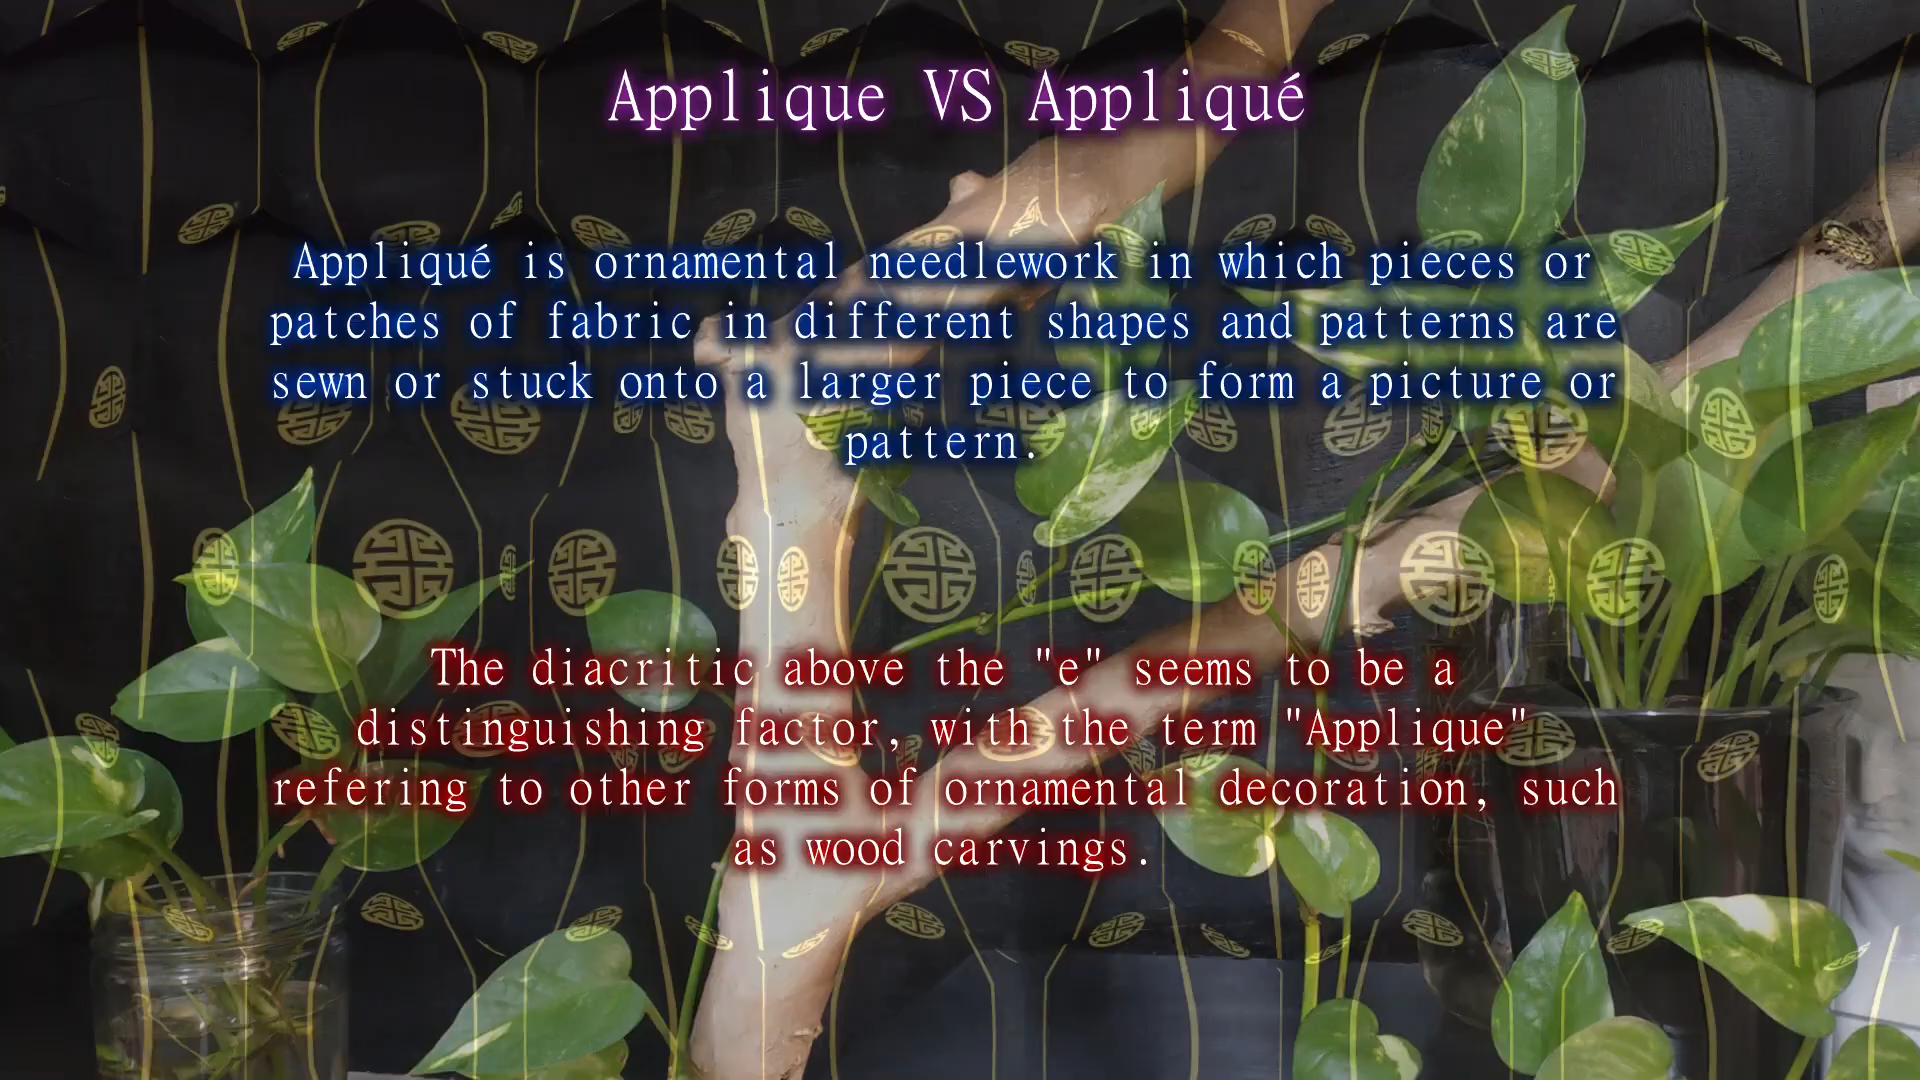 Applique VS Appliqué
Appliqué is ornamental needlework in which pieces or
patches of fabric in different shapes and patterns are
sewn or stuck onto a larger piece to form a picture or
pattern.
The diacritic above the "e" seems to be a
distinguishing factor, with the term "Applique"
refering to other forms of ornamental decoration, such
as wood carvings.